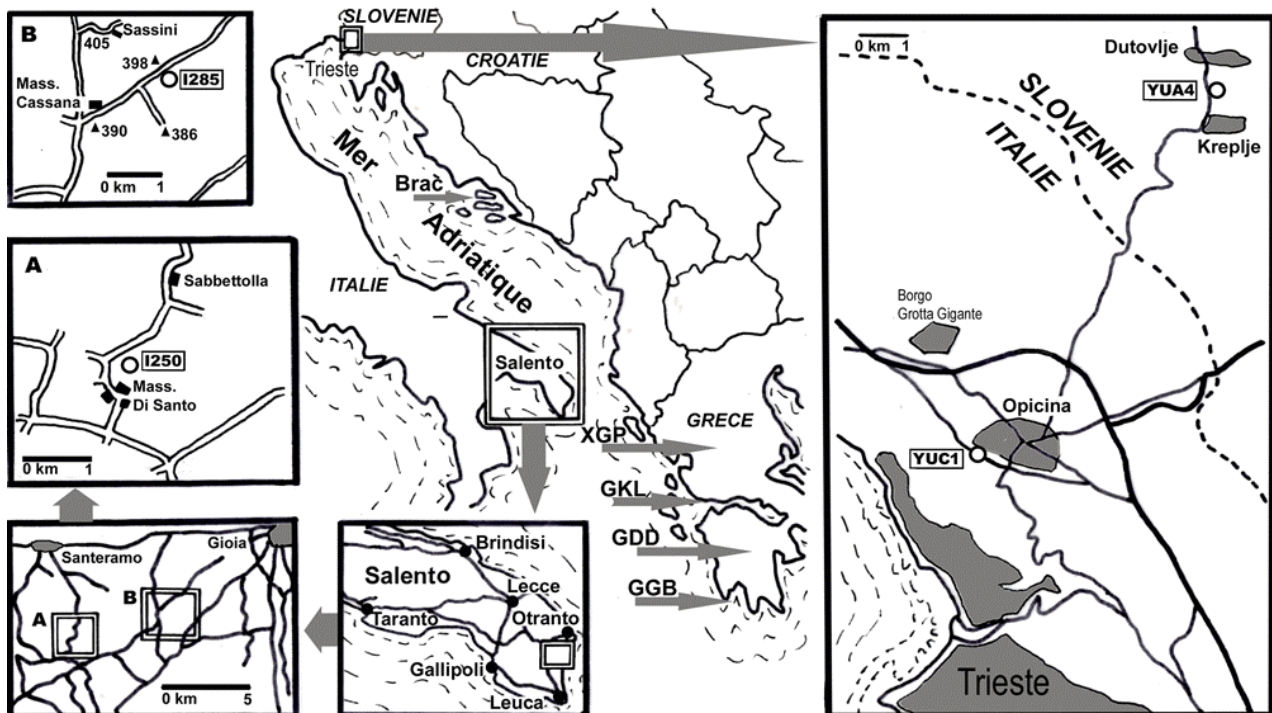 B
Sassini
405
398
I285
Mass.
Cassana
390
386
0 km 1
A
Sabbettolla
I250
Mass.
Di Santo
0 km 1
Santeramo
Gioia
A
B
0 km 5
SLOVENIE
CROATIE
Trieste
Mer
Adriatique
Brač
ITALIE
Salento
GRECE
XGP
GKL
GDD
GGB
Brindisi
Salento
Lecce
Taranto
Otranto
Gallipoli
Leuca
0 km 1
Dutovlje
YUA4
Kreplje
SLOVENIE
ITALIE
Borgo
Grotta Gigante
Opicina
YUC1
Trieste